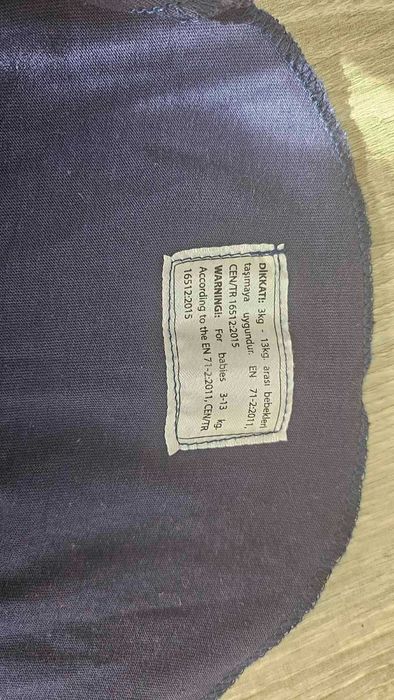 DİKKAT!: 3kg - 13kg. arası bebekleri
taşımaya uygundur. EN 71-2:2011,
CEN/TR 16512:2015
WARNING!: For babies 3-13 kg.
According to the EN 71-2:2011, CEN/TR
16512:2015